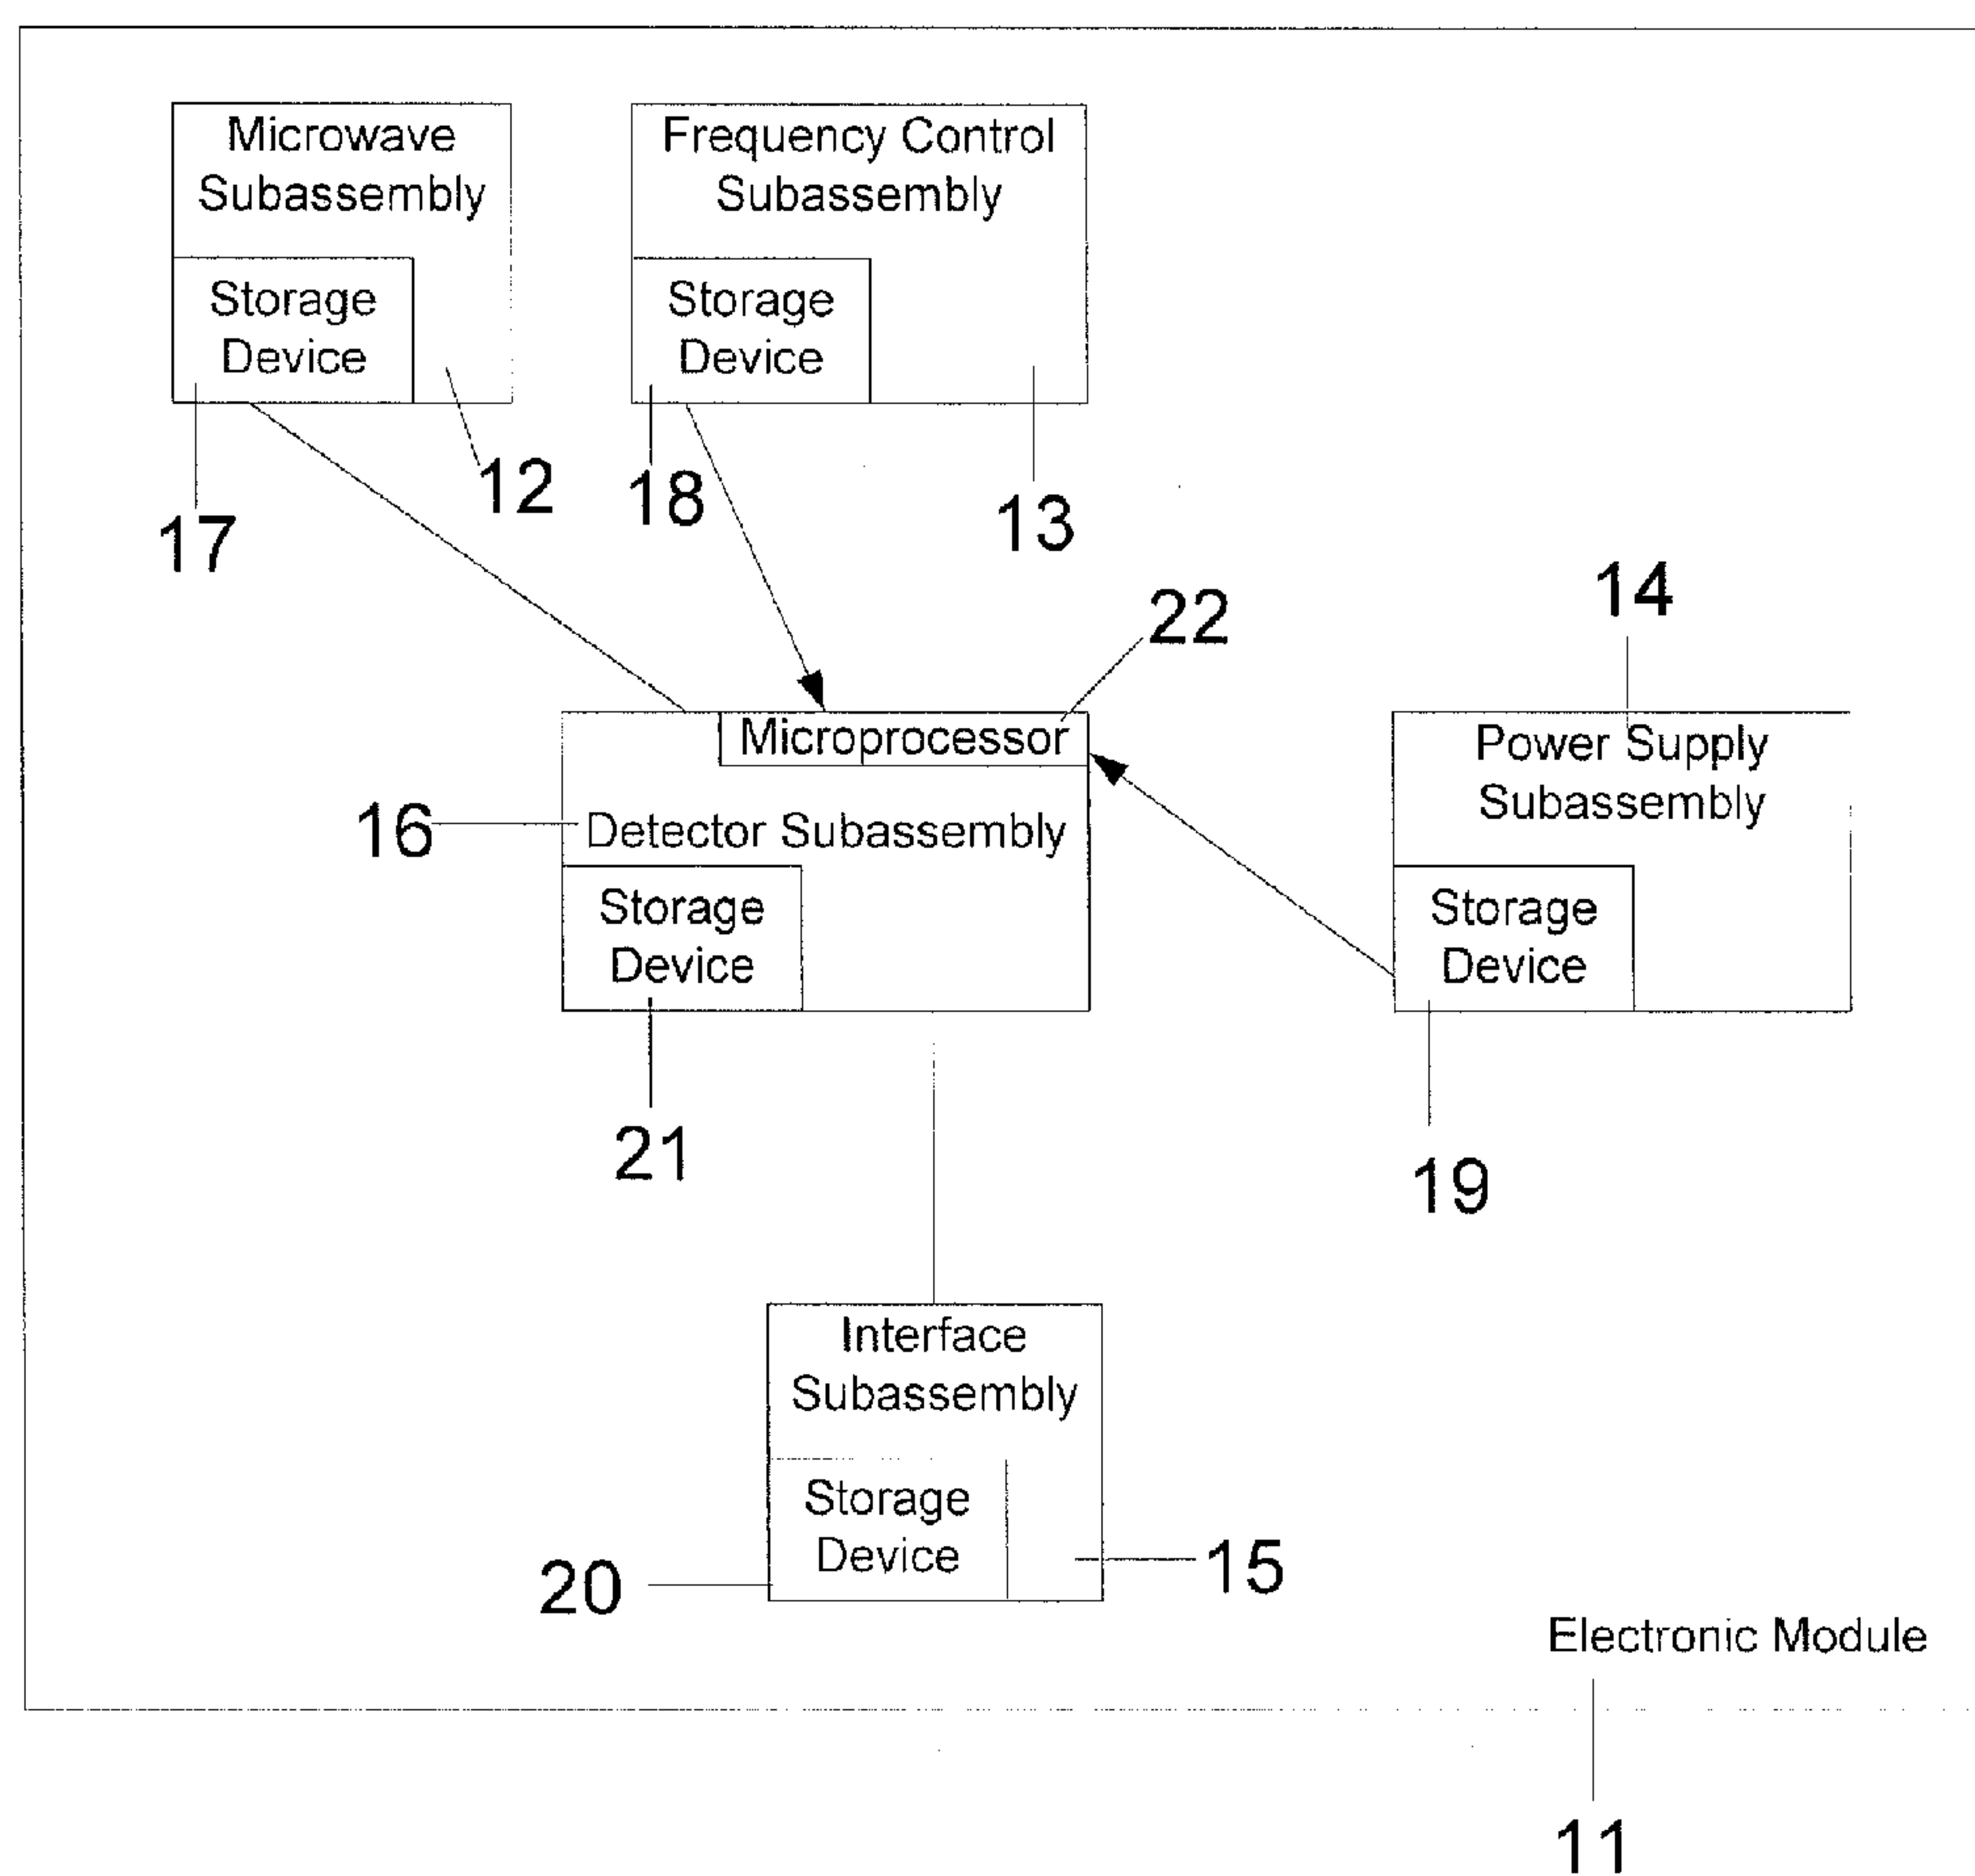 Microwave
Subassembly
Storage
Device
17
12
Frequency Control
Subassembly
Storage
Device
18
13
22
14
Microprocessor
16
Detector Subassembly
Storage
Device
21
Power Supply
Subassembly
Storage
Device
19
Interface
Subassembly
Storage
Device
20
15
Electronic Module
11